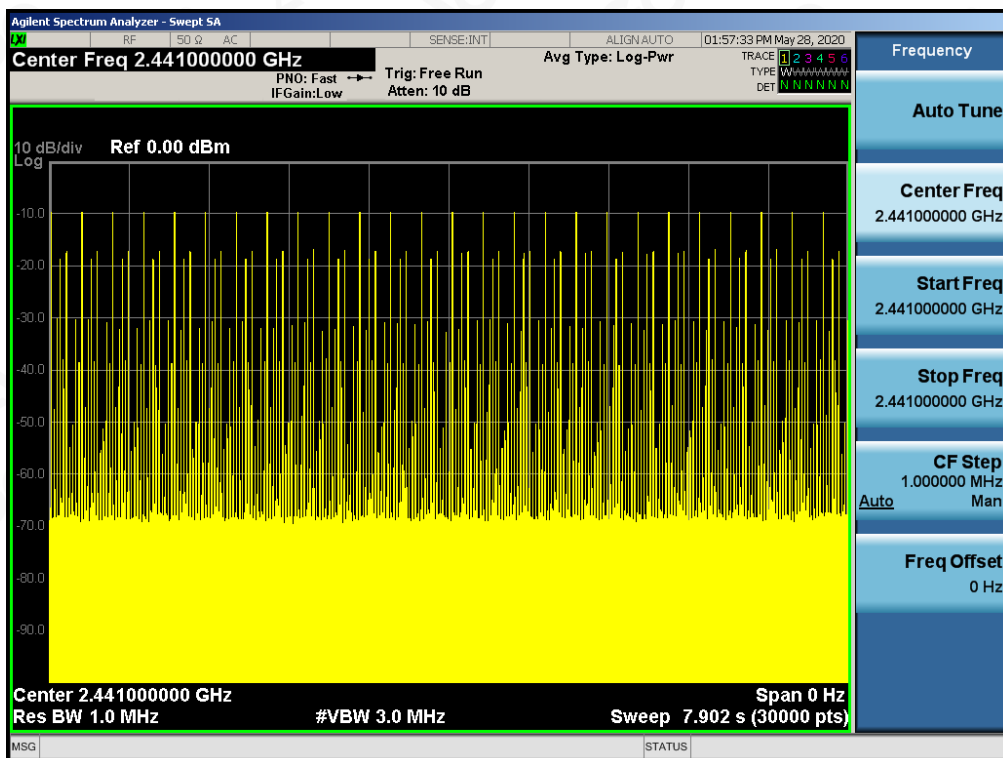 Agilent Spectrum Analyzer - Swept SA
LXI RF 50 Ω AC SENSE:INT ALIGN AUTO 01:57:33 PM May 28, 2020
Center Freq 2.441000000 GHz
PNO: Fast
IFGain:Low
Trig: Free Run
Atten: 10 dB
Avg Type: Log-Pwr
TRACE 1 2 3 4 5 6
TYPE W
DET N N N N N N
10 dB/div Ref 0.00 dBm
Log
-10.0
-20.0
-30.0
-40.0
-50.0
-60.0
-70.0
-80.0
-90.0
Center 2.441000000 GHz Span 0 Hz
Res BW 1.0 MHz #VBW 3.0 MHz Sweep 7.902 s (30000 pts)
MSG STATUS
Frequency
Auto Tune
Center Freq
2.441000000 GHz
Start Freq
2.441000000 GHz
Stop Freq
2.441000000 GHz
CF Step
1.000000 MHz
Auto Man
Freq Offset
0 Hz